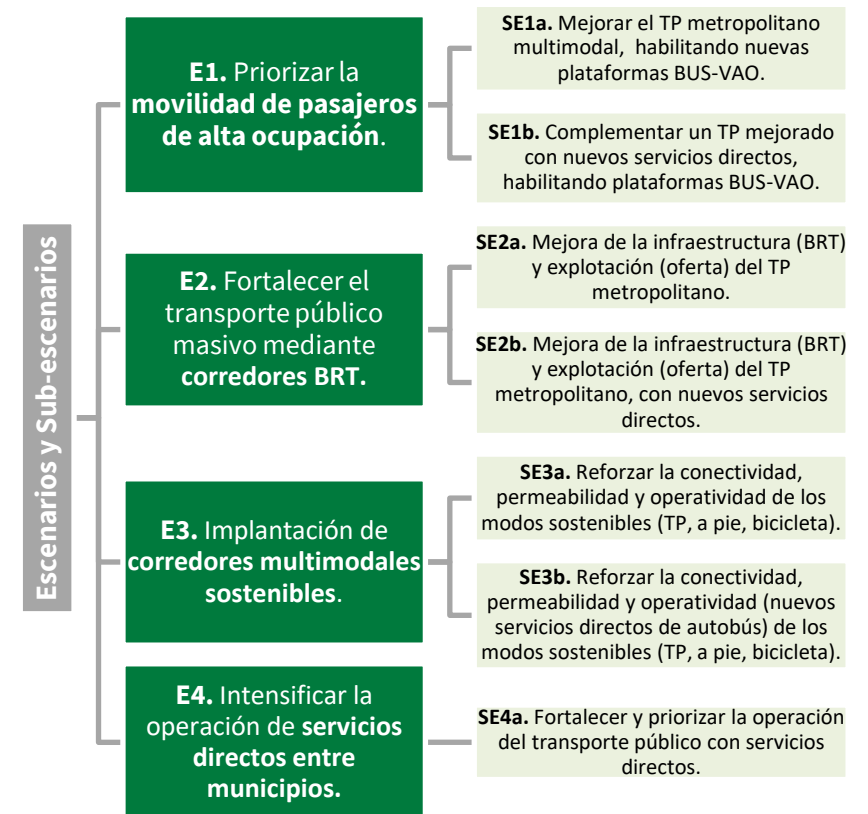 Escenarios y Sub-escenarios
E1. Priorizar la
movilidad de pasajeros
de alta ocupación.
SE1a. Mejorar el TP metropolitano
multimodal, habilitando nuevas
plataformas BUS-VAO.
SE1b. Complementar un TP mejorado
con nuevos servicios directos,
habilitando plataformas BUS-VAO.
E2. Fortalecer el
transporte público
masivo mediante
corredores BRT.
SE2a. Mejora de la infraestructura (BRT)
y explotación (oferta) del TP
metropolitano.
SE2b. Mejora de la infraestructura (BRT)
y explotación (oferta) del TP
metropolitano, con nuevos servicios
directos.
E3. Implantación de
corredores multimodales
sostenibles.
SE3a. Reforzar la conectividad,
permeabilidad y operatividad de los
modos sostenibles (TP, a pie, bicicleta).
SE3b. Reforzar la conectividad,
permeabilidad y operatividad (nuevos
servicios directos de autobús) de los
modos sostenibles (TP, a pie, bicicleta).
E4. Intensificar la
operación de servicios
directos entre
municipios.
SE4a. Fortalecer y priorizar la operación
del transporte público con servicios
directos.